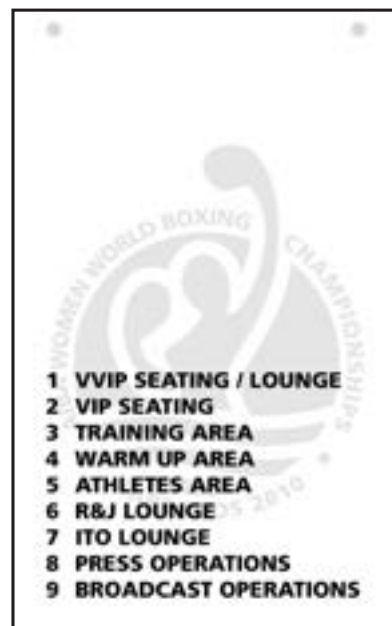 WOMEN WORLD BOXING CHAMPIONSHIPS
1 VVIP SEATING / LOUNGE
2 VIP SEATING
3 TRAINING AREA
4 WARM UP AREA
5 ATHLETES AREA
6 R&J LOUNGE
7 ITO LOUNGE
8 PRESS OPERATIONS
9 BROADCAST OPERATIONS
2010